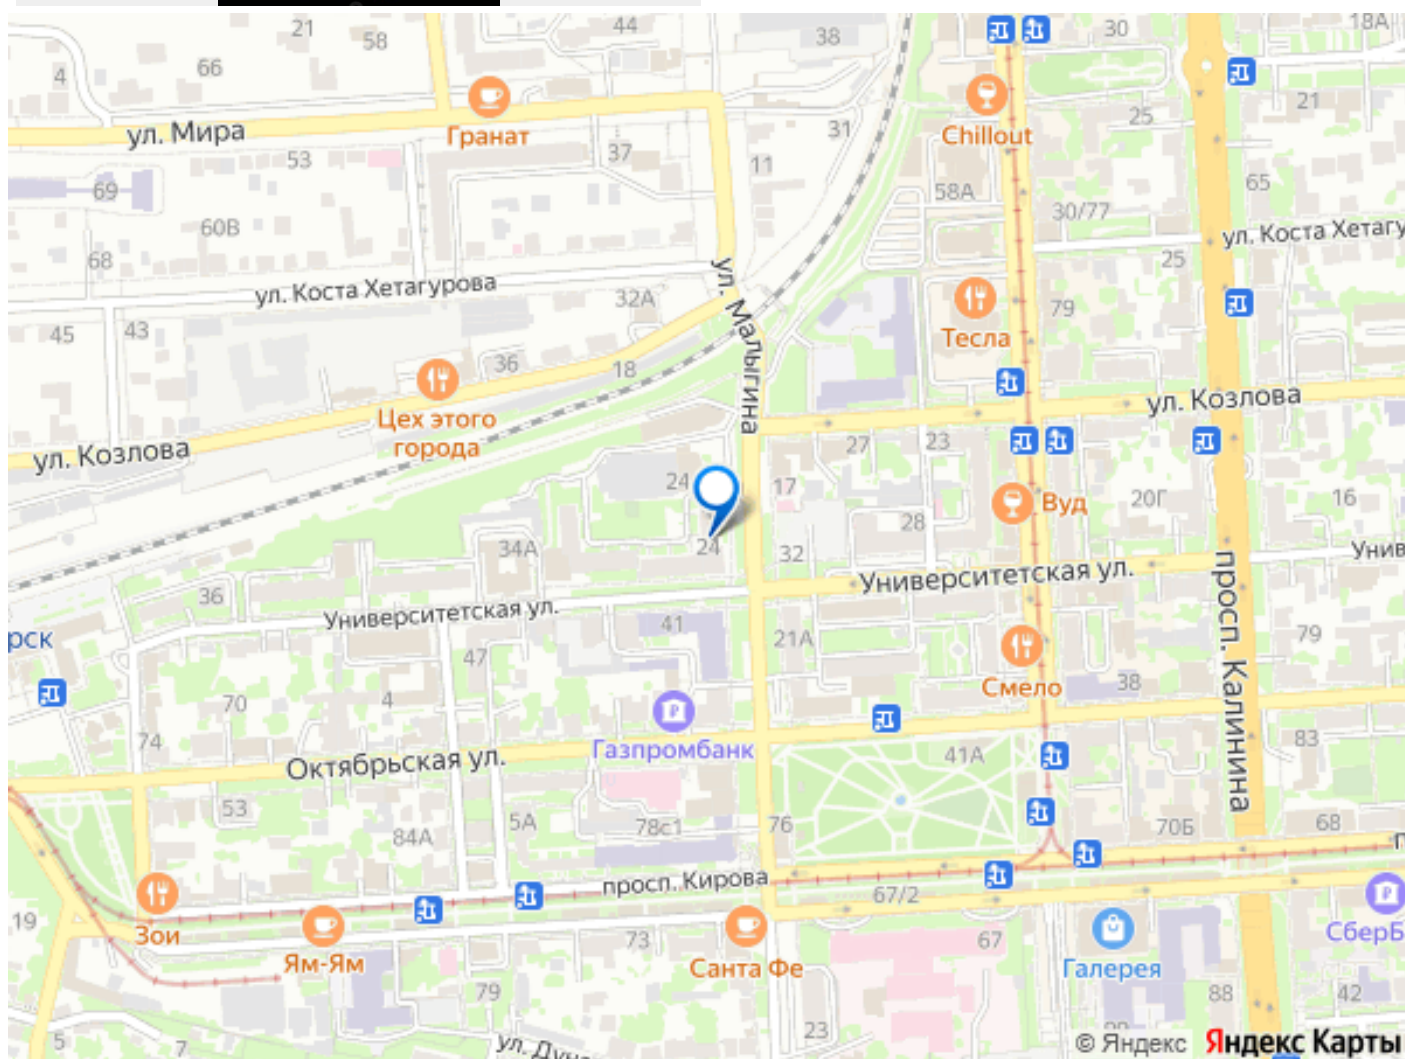 21
58
44
38
30
18А
4
66
ул. Мира
Гранат
Chillout
31
25
21
53
37
11
69
58А
65
60В
30/77
68
ул. Коста Хетагурова
ул. Коста Хетагу
25
32А
ул. Малыгина
79
Тесла
45
43
36
18
Цех этого
города
ул. Козлова
ул. Козлова
27
23
24
17
Вуд
20Г
16
28
34А
24
32
Университетская ул.
Унив
просп. Калинина
36
Университетская ул.
рск
41
21А
79
47
Смело
38
70
4
74
Газпромбанк
83
Октябрьская ул.
41А
53
84А
5А
78с1
76
70Б
68
просп. Кирова
67/2
19
Зои
Ям-Ям
73
Санта Фе
67
Галерея
СберБ
79
88
42
5
7
23
© Яндекс Яндекс Карты